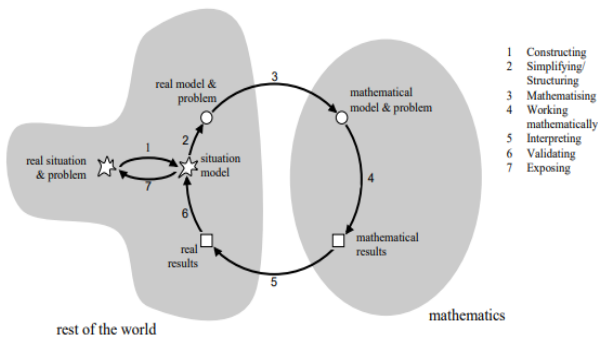 real model &
problem
3
mathematical
model & problem
real situation
& problem
1
7
2
situation
model
4
6
real
results
mathematical
results
5
rest of the world
mathematics
1 Constructing
2 Simplifying/
Structuring
3 Mathematising
4 Working
mathematically
5 Interpreting
6 Validating
7 Exposing